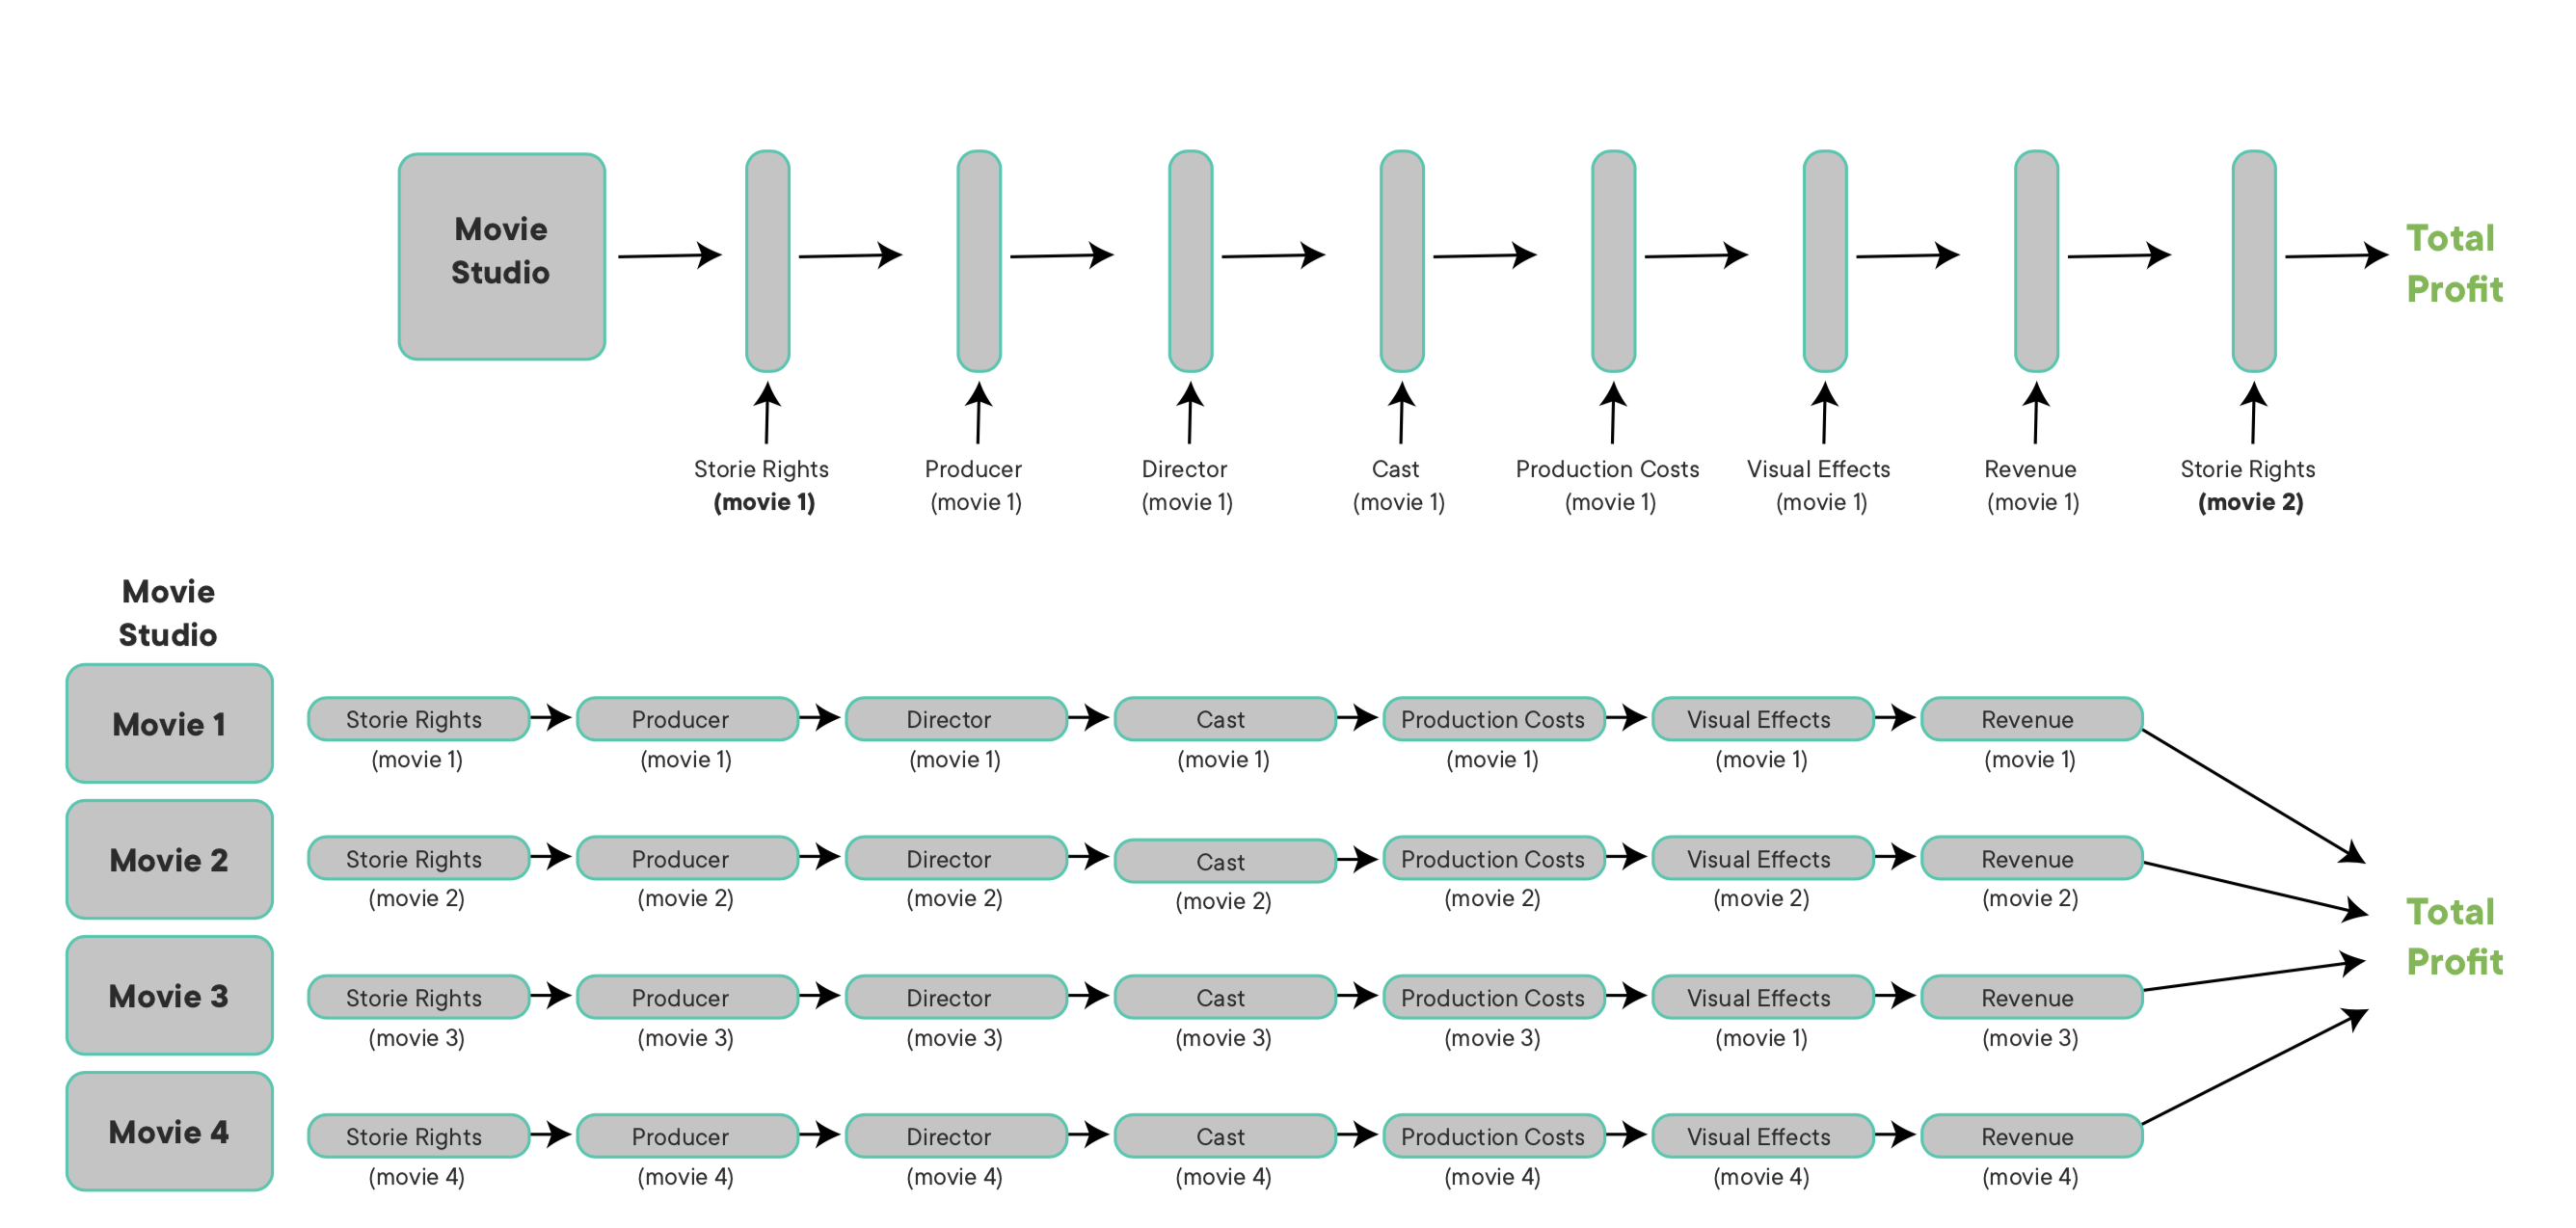 Movie
Studio
Total
Profit
Storie Rights
(movie 1)
Producer
(movie 1)
Director
(movie 1)
Cast
(movie 1)
Production Costs
(movie 1)
Visual Effects
(movie 1)
Revenue
(movie 1)
Storie Rights
(movie 2)
Movie
Studio
Movie 1
Storie Rights
(movie 1)
Producer
(movie 1)
Director
(movie 1)
Cast
(movie 1)
Production Costs
(movie 1)
Visual Effects
(movie 1)
Revenue
(movie 1)
Movie 2
Storie Rights
(movie 2)
Producer
(movie 2)
Director
(movie 2)
Cast
(movie 2)
Production Costs
(movie 2)
Visual Effects
(movie 2)
Revenue
(movie 2)
Total
Profit
Movie 3
Storie Rights
(movie 3)
Producer
(movie 3)
Director
(movie 3)
Cast
(movie 3)
Production Costs
(movie 3)
Visual Effects
(movie 1)
Revenue
(movie 3)
Movie 4
Storie Rights
(movie 4)
Producer
(movie 4)
Director
(movie 4)
Cast
(movie 4)
Production Costs
(movie 4)
Visual Effects
(movie 4)
Revenue
(movie 4)